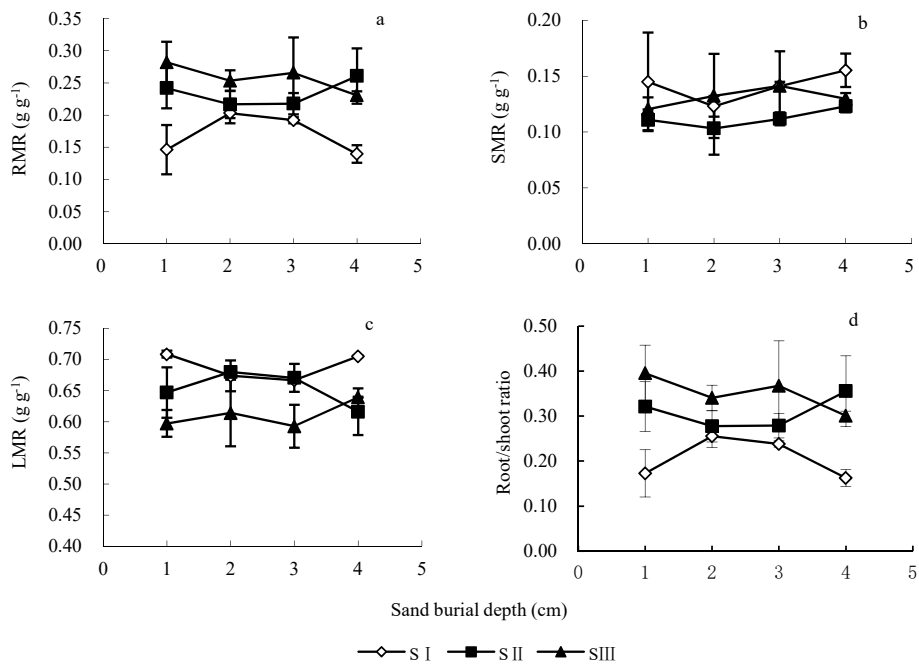 a
0.35
0.30
0.25
0.20
0.15
0.10
0.05
0.00
RMR (g g-1)
0 1 2 3 4 5
b
0.20
0.15
0.10
0.05
0.00
SMR (g g-1)
0 1 2 3 4 5
c
0.75
0.70
0.65
0.60
0.55
0.50
0.45
0.40
LMR (g g-1)
0 1 2 3 4 5
d
0.50
0.40
0.30
0.20
0.10
0.00
Root/shoot ratio
0 1 2 3 4 5
Sand burial depth (cm)
SⅠ SⅡ SⅢ